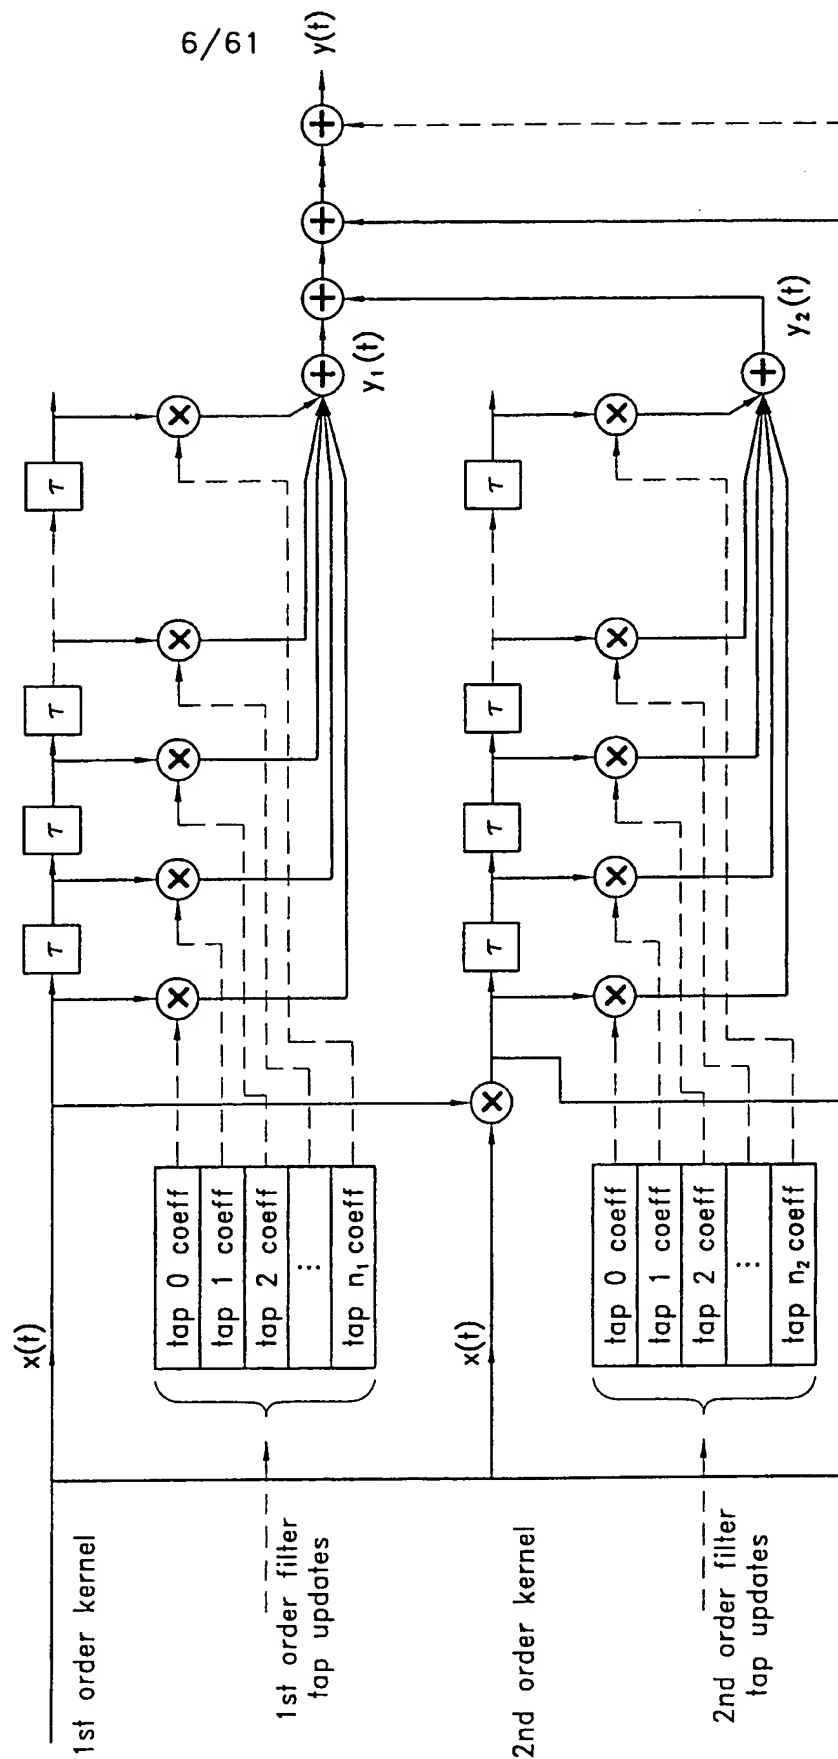 6/61
x(t)
1st order kernel
τ
τ
τ
τ
tap 0 coeff
tap 1 coeff
tap 2 coeff
...
tap n₁ coeff
1st order filter
tap updates
y₁(t)
y(t)
x(t)
2nd order kernel
τ
τ
τ
τ
tap 0 coeff
tap 1 coeff
tap 2 coeff
...
tap n₂ coeff
2nd order filter
tap updates
y₂(t)